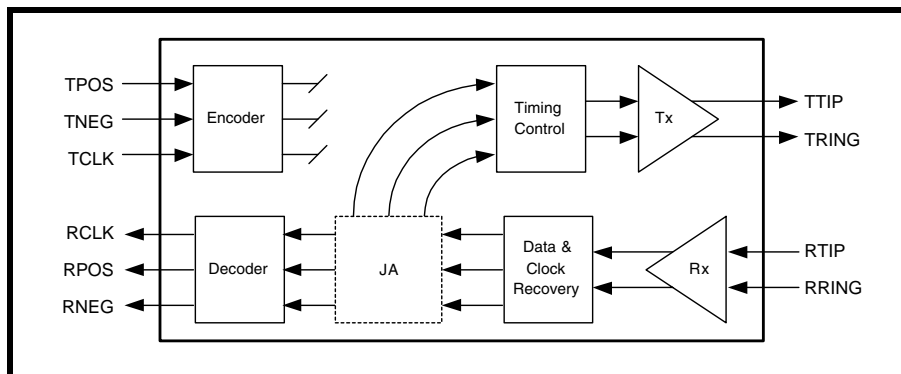 TPOS
TNEG
TCLK
Encoder
Timing
Control
Tx
TTIP
TRING
RCLK
RPOS
RNEG
Decoder
JA
Data &
Clock
Recovery
Rx
RTIP
RRING